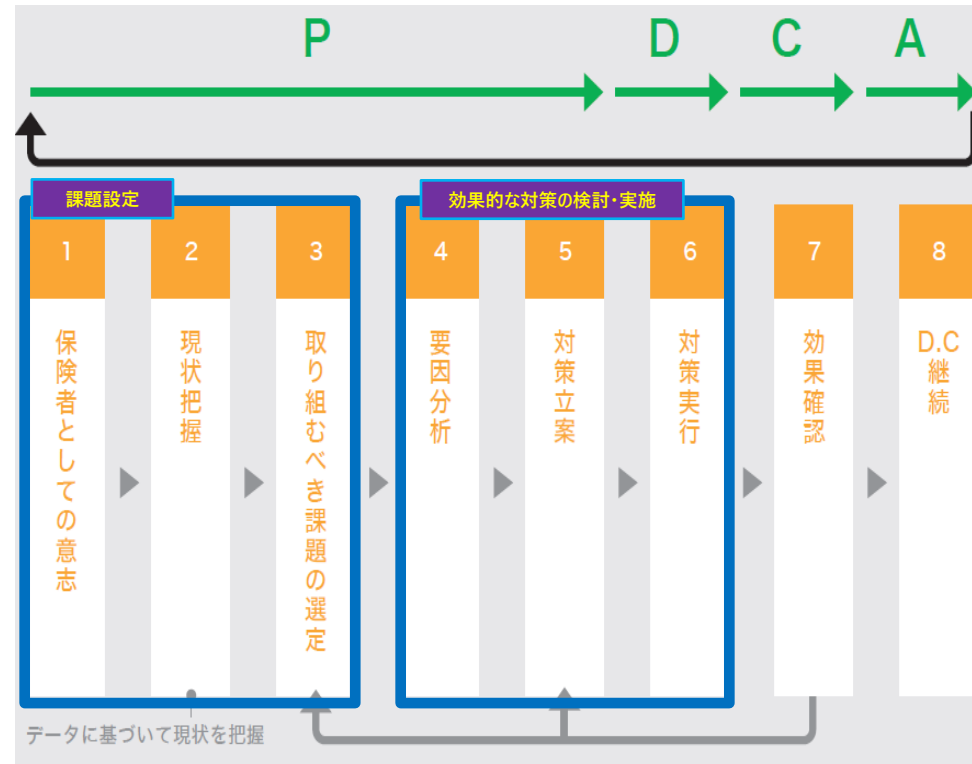 P
D
C
A
課題設定
効果的な対策の検討・実施
1
2
3
4
5
6
7
8
保険者としての意志
現状把握
取り組むべき課題の選定
要因分析
対策立案
対策実行
効果確認
D.C
継続
データに基づいて現状を把握